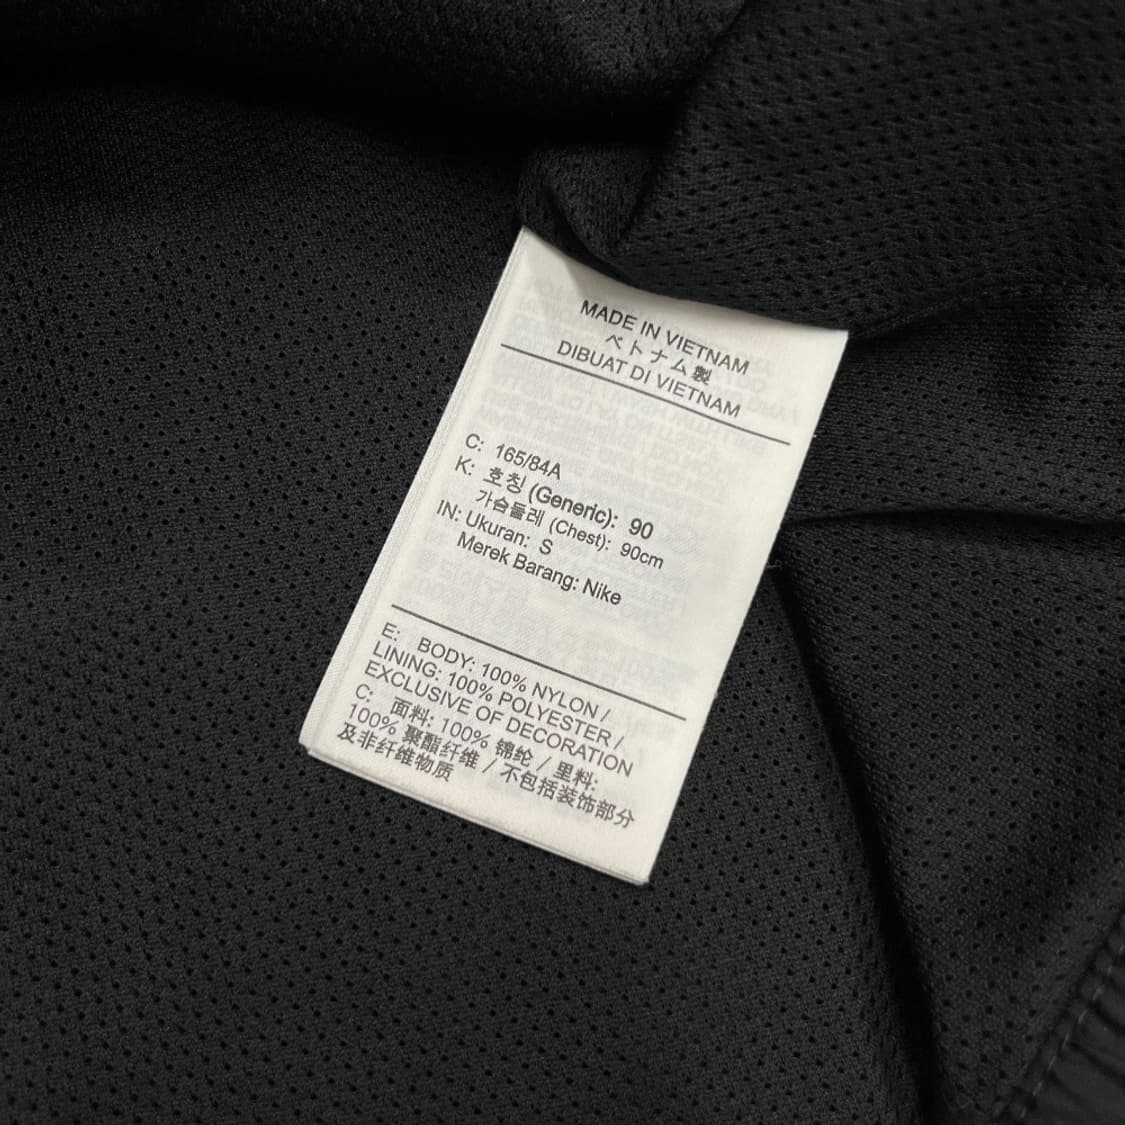 MADE IN VIETNAM
ベトナム製
DIBUAT DI VIETNAM
C: 165/84A
K: 호칭 (Generic): 90
가슴둘레 (Chest): 90cm
IN: Ukuran: S
Merek Barang: Nike
E: BODY: 100% NYLON /
LINING: 100% POLYESTER /
EXCLUSIVE OF DECORATION
C: 面料: 100% 锦纶 / 里料:
100% 聚酯纤维 / 不包括装饰部分
及非纤维物质